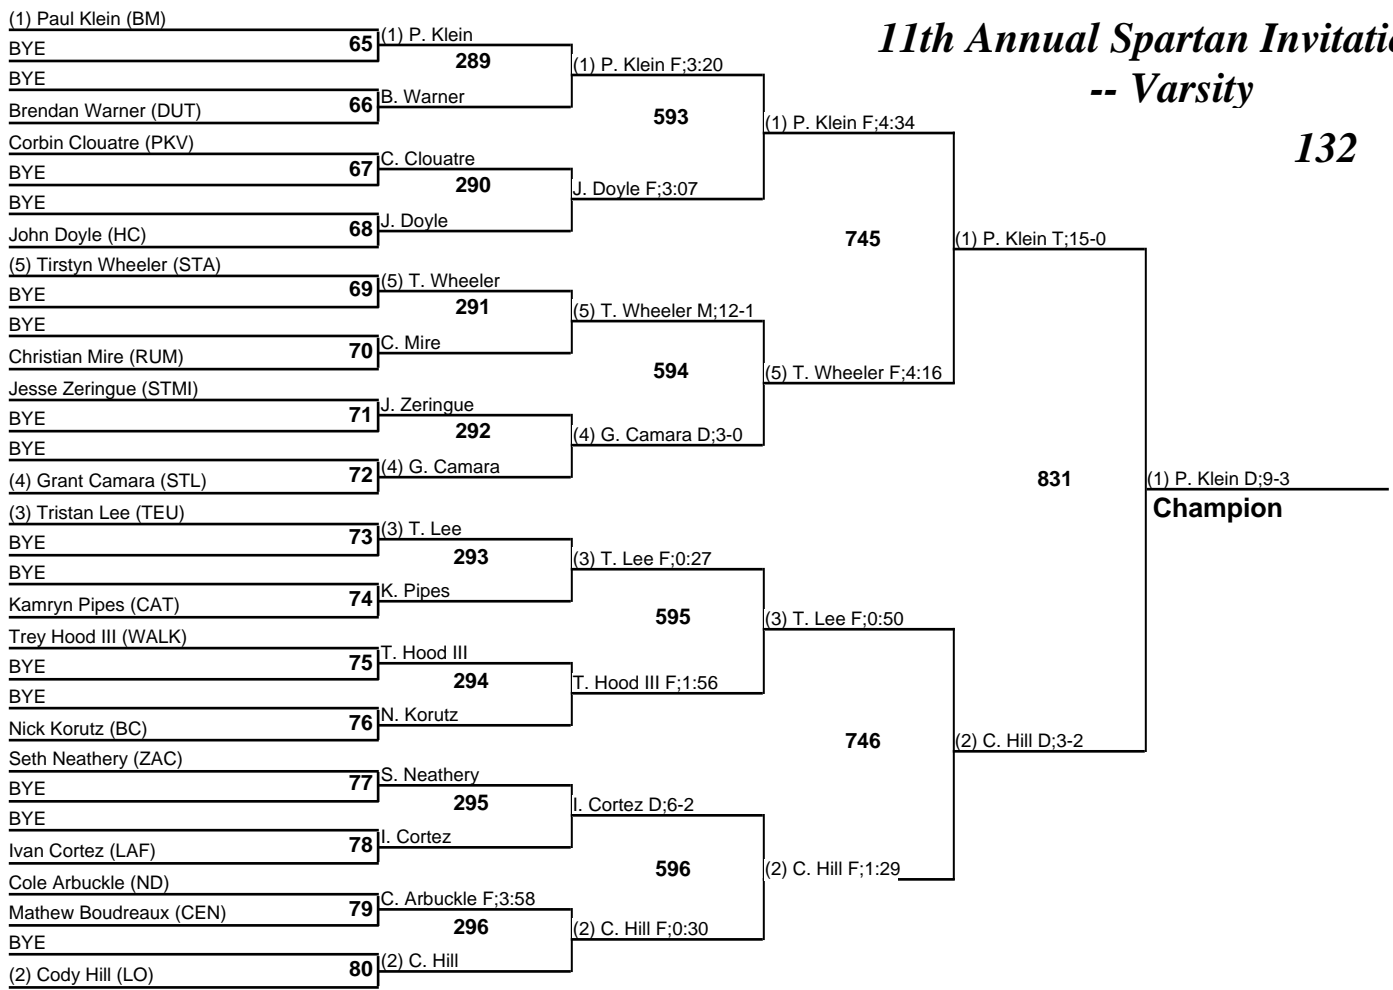 11th Annual Spartan Invitatio
-- Varsity
132
(1) Paul Klein (BM)
BYE
65
BYE
Brendan Warner (DUT)
66
Corbin Clouatre (PKV)
BYE
67
BYE
John Doyle (HC)
68
(5) Tirstyn Wheeler (STA)
BYE
69
BYE
Christian Mire (RUM)
70
Jesse Zeringue (STMI)
BYE
71
BYE
(4) Grant Camara (STL)
72
(3) Tristan Lee (TEU)
BYE
73
BYE
Kamryn Pipes (CAT)
74
Trey Hood III (WALK)
BYE
75
BYE
Nick Korutz (BC)
76
Seth Neathery (ZAC)
BYE
77
BYE
Ivan Cortez (LAF)
78
Cole Arbuckle (ND)
Mathew Boudreaux (CEN)
79
BYE
(2) Cody Hill (LO)
80
(1) P. Klein
289
B. Warner
C. Clouatre
290
J. Doyle
(5) T. Wheeler
291
C. Mire
J. Zeringue
292
(4) G. Camara
(3) T. Lee
293
K. Pipes
T. Hood III
294
N. Korutz
S. Neathery
295
I. Cortez
C. Arbuckle F;3:58
296
(2) C. Hill
(1) P. Klein F;3:20
593
J. Doyle F;3:07
(5) T. Wheeler M;12-1
594
(4) G. Camara D;3-0
(3) T. Lee F;0:27
595
T. Hood III F;1:56
I. Cortez D;6-2
596
(2) C. Hill F;0:30
(1) P. Klein F;4:34
745
(5) T. Wheeler F;4:16
(3) T. Lee F;0:50
746
(2) C. Hill F;1:29
(1) P. Klein T;15-0
831
(2) C. Hill D;3-2
(1) P. Klein D;9-3
Champion